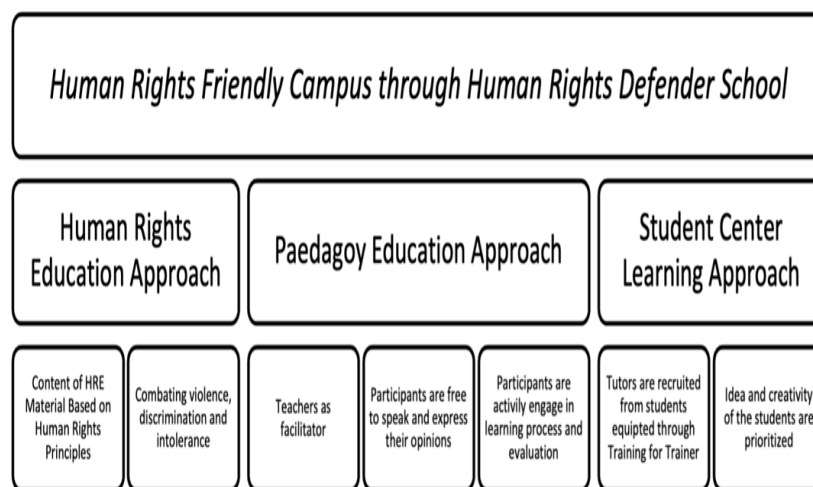 Human Rights Friendly Campus through Human Rights Defender School
Human Rights
Education Approach
Paedagoy Education Approach
Student Center
Learning Approach
Content of HRE
Material Based on
Human Rights
Principles
Combating violence,
discrimination and
intolerance
Teachers as
facilitator
Participants are free
to speak and express
their opinions
Participants are
activily engage in
learning process and
evaluation
Tutors are recruited
from students
equipted through
Training for Trainer
Idea and creativity
of the students are
prioritized